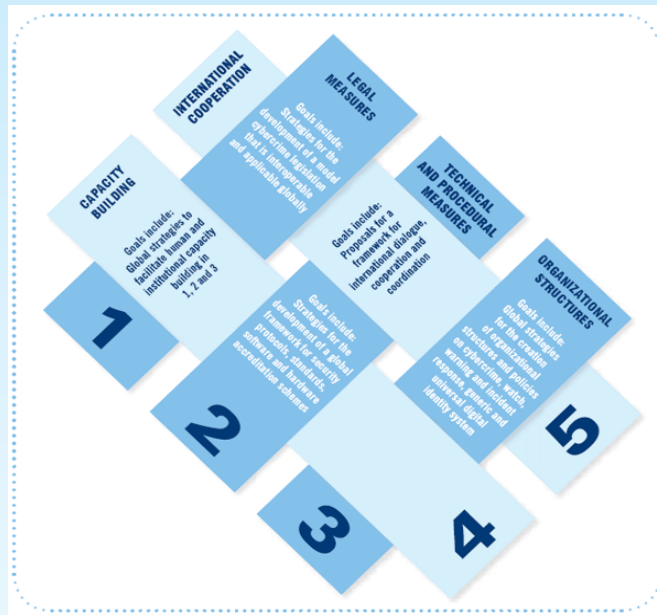 INTERNATIONAL
COOPERATION
LEGAL
MEASURES
Goals include:
Strategies for the
development of a model
cybercrime legislation
that is interoperable
and applicable globally
CAPACITY
BUILDING
Goals include:
Global strategies to
facilitate human and
institutional capacity
building in
1, 2 and 3
TECHNICAL
AND PROCEDURAL
MEASURES
Goals include:
Proposals for a
framework for
international dialogue,
cooperation and
coordination
ORGANIZATIONAL
STRUCTURES
Goals include:
Global strategies
for the creation
of organizational
structures and policies
on cybercrime, watch,
warning and incident
response, generic and
universal digital
identity system
1
Goals include:
Strategies for the
development of a global
framework for security
protocols, standards,
software and hardware
accreditation schemes
2
3
4
5